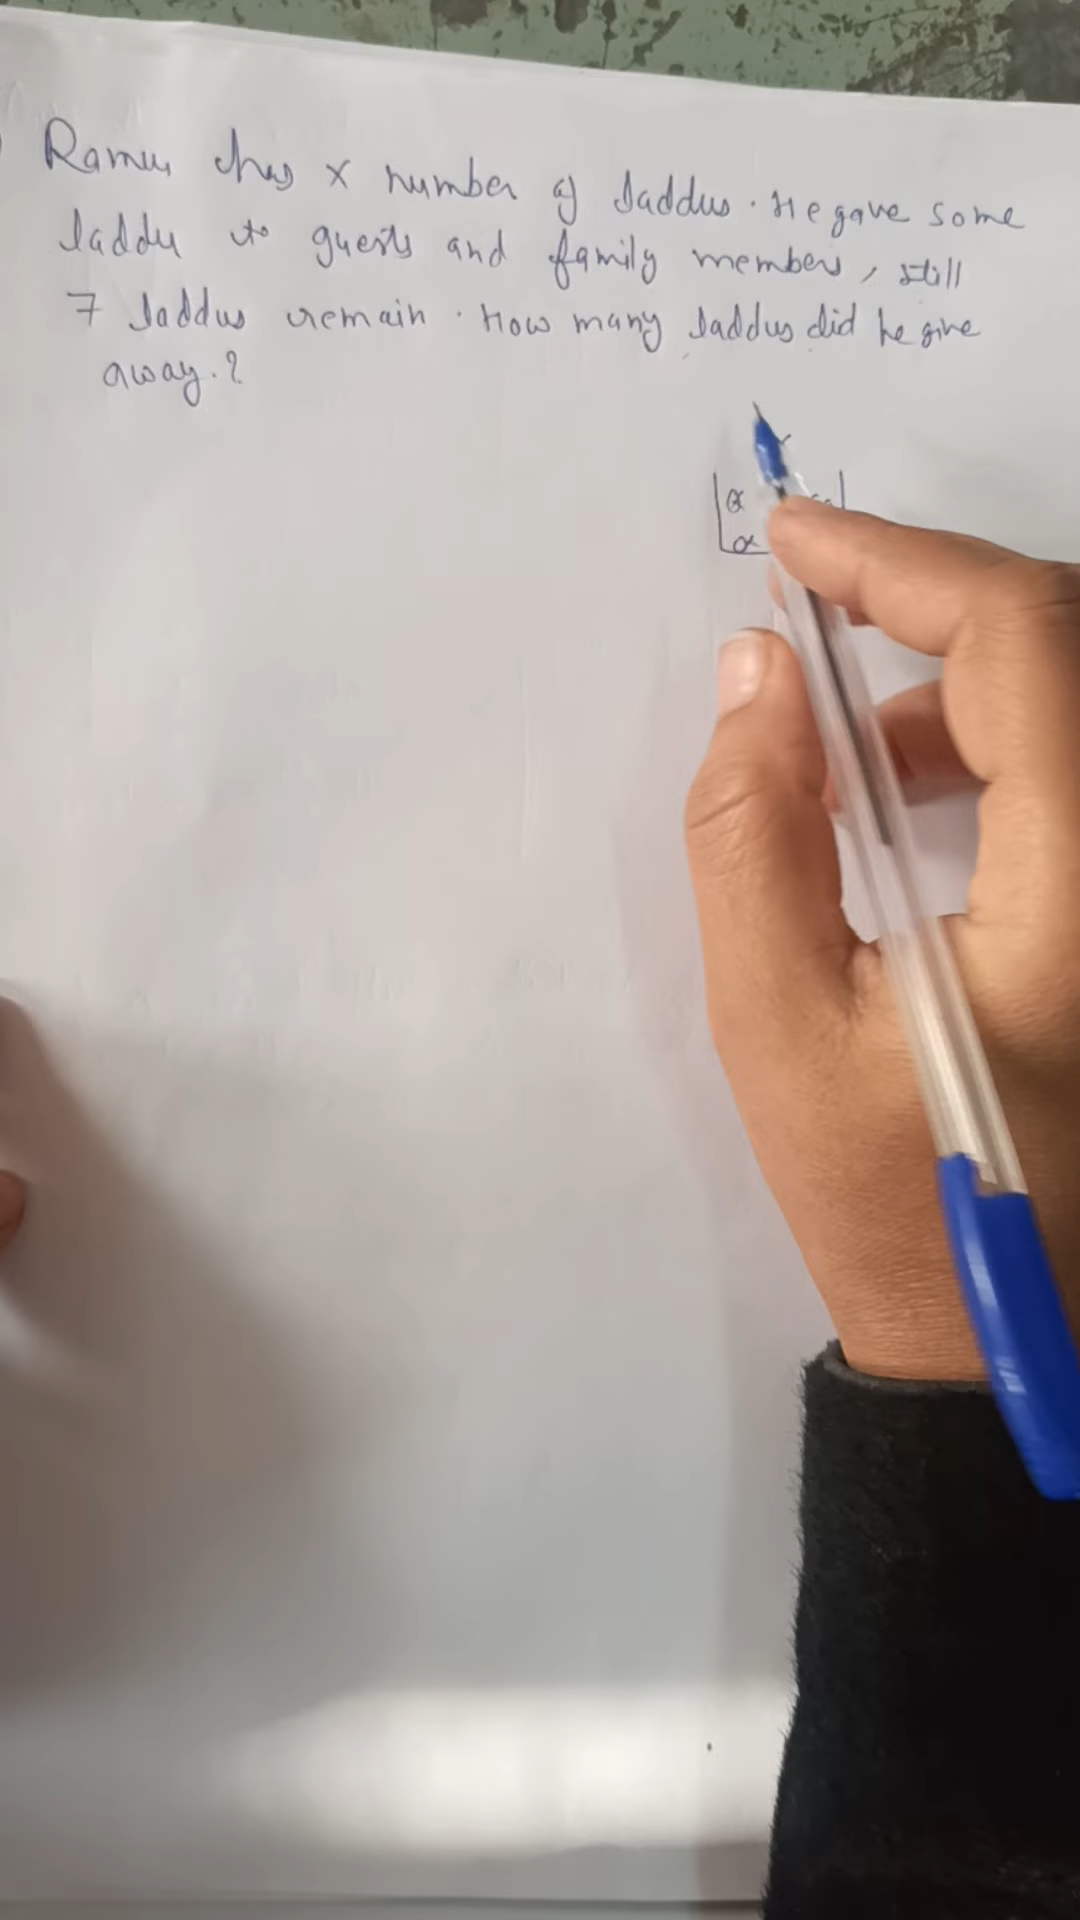 Ramu has x number of laddus. He gave some
laddu to guests and family members, still
7 laddus remain. How many laddus did he give
away.?